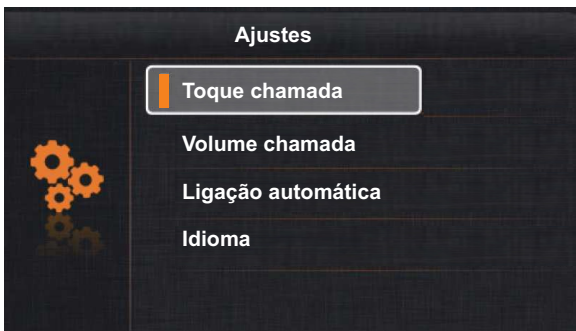 Ajustes
Toque chamada
Volume chamada
Ligação automática
Idioma